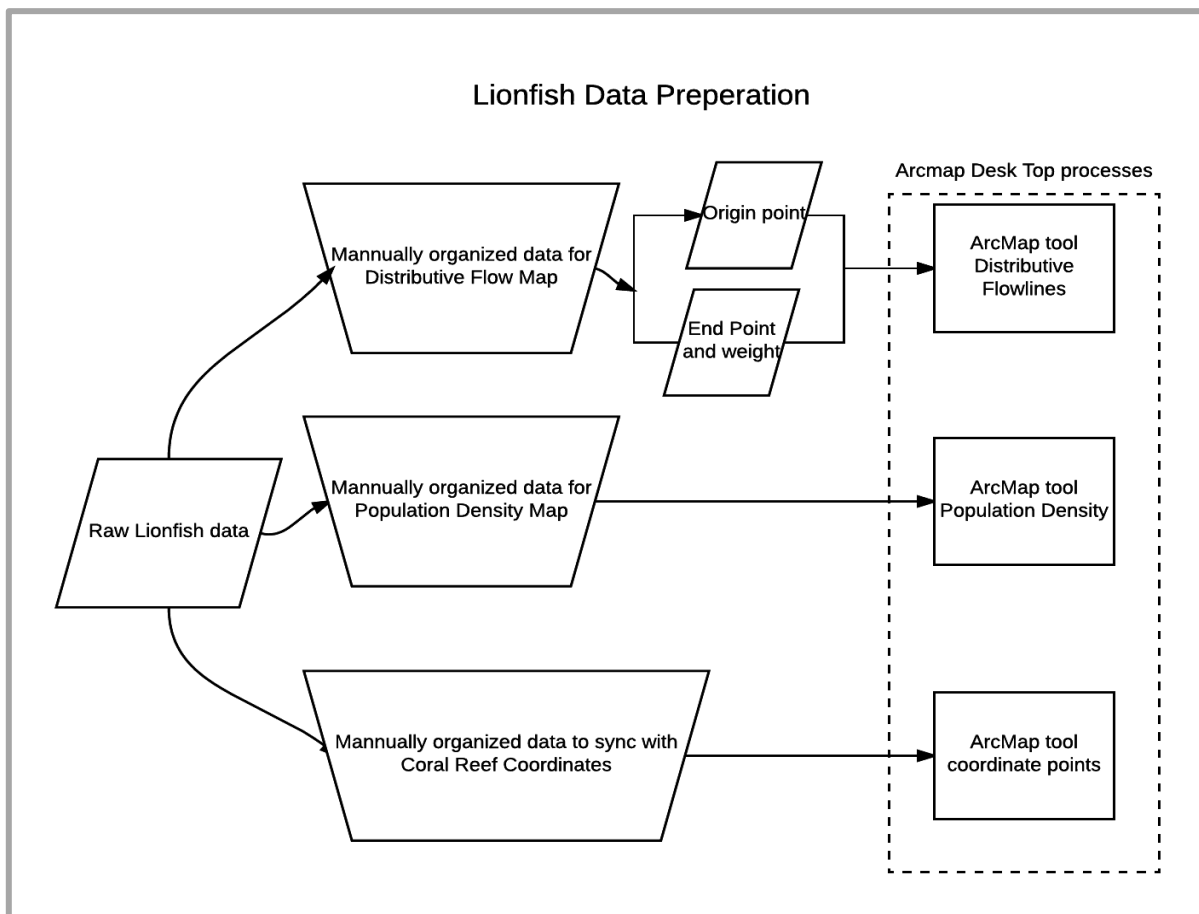 Lionfish Data Preperation
Arcmap Desk Top processes
Mannually organized data for
Distributive Flow Map
Origin point
End Point
and weight
ArcMap tool
Distributive
Flowlines
Raw Lionfish data
Mannually organized data for
Population Density Map
ArcMap tool
Population Density
Mannually organized data to sync with
Coral Reef Coordinates
ArcMap tool
coordinate points